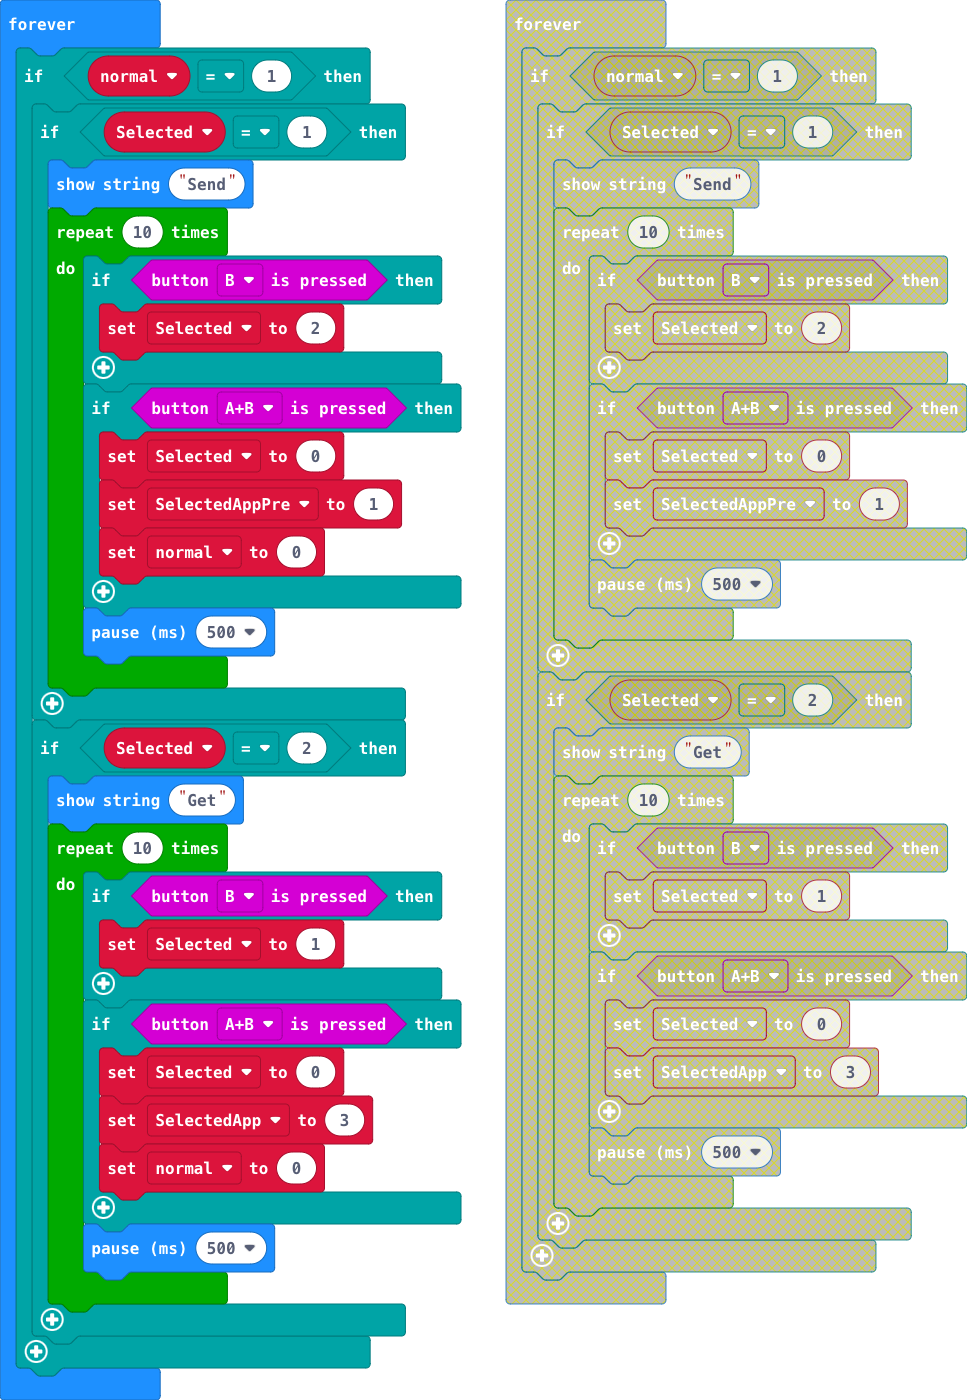 forever
if normal = 1 then
if Selected = 1 then
show string "Send"
repeat 10 times
do if button B is pressed then
set Selected to 2
if button A+B is pressed then
set Selected to 0
set SelectedAppPre to 1
set normal to 0
pause (ms) 500
if Selected = 2 then
show string "Get"
repeat 10 times
do if button B is pressed then
set Selected to 1
if button A+B is pressed then
set Selected to 0
set SelectedApp to 3
set normal to 0
pause (ms) 500
forever
if normal = 1 then
if Selected = 1 then
show string "Send"
repeat 10 times
do if button B is pressed then
set Selected to 2
if button A+B is pressed then
set Selected to 0
set SelectedAppPre to 1
pause (ms) 500
if Selected = 2 then
show string "Get"
repeat 10 times
do if button B is pressed then
set Selected to 1
if button A+B is pressed then
set Selected to 0
set SelectedApp to 3
pause (ms) 500